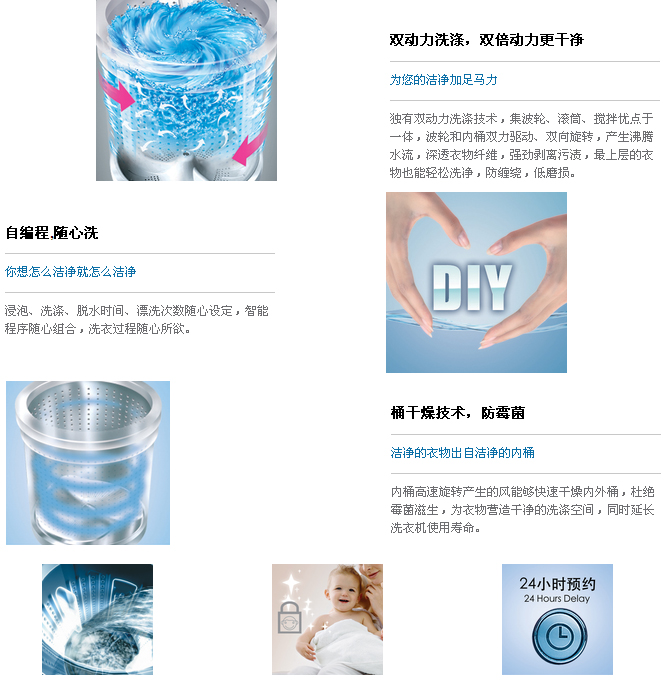 双动力洗涤，双倍动力更干净
为您的洁净加足马力
独有双动力洗涤技术，集波轮、滚筒、搅拌优点于
一体，波轮和内桶双力驱动、双向旋转，产生沸腾
水流，深透衣物纤维，强劲剥离污渍，最上层的衣
物也能轻松洗净，防缠绕，低磨损。
自编程,随心洗
你想怎么洁净就怎么洁净
浸泡、洗涤、脱水时间、漂洗次数随心设定，智能
程序随心组合，洗衣过程随心所欲。
DIY
桶干燥技术，防霉菌
洁净的衣物出自洁净的内桶
内桶高速旋转产生的风能够快速干燥内外桶，杜绝
霉菌滋生，为衣物营造干净的洗涤空间，同时延长
洗衣机使用寿命。
24小时预约
24 Hours Delay